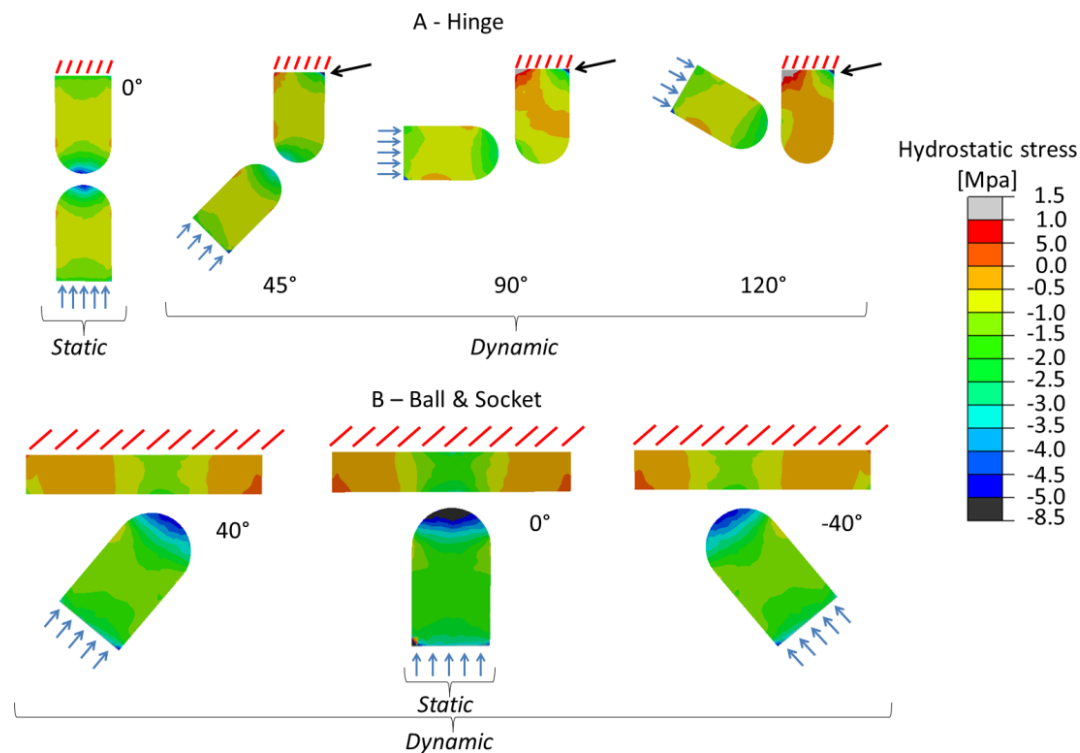 A - Hinge
0°
45°
90°
120°
Static
Dynamic
Hydrostatic stress
[Mpa]
1.5
1.0
5.0
0.0
-0.5
-1.0
-1.5
-2.0
-2.5
-3.0
-3.5
-4.0
-4.5
-5.0
-8.5
B – Ball & Socket
40°
0°
-40°
Static
Dynamic